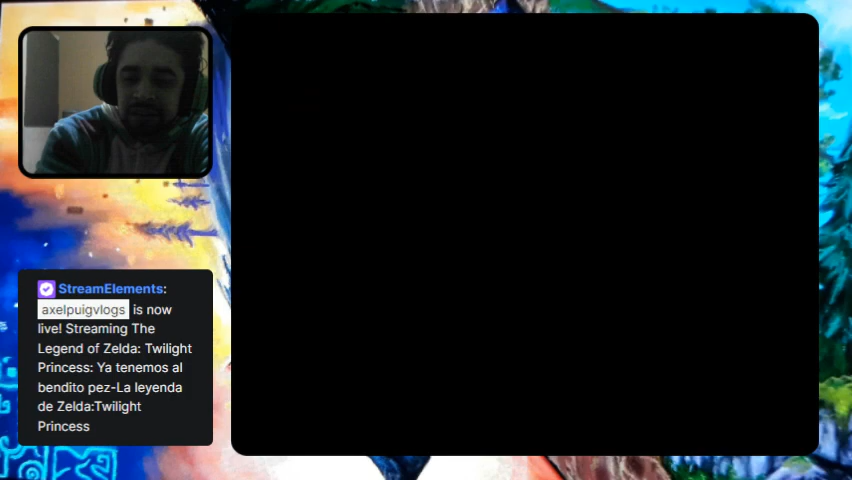 StreamElements:
axelpuigvlogs is now
live! Streaming The
Legend of Zelda: Twilight
Princess: Ya tenemos al
bendito pez-La leyenda
de Zelda:Twilight
Princess